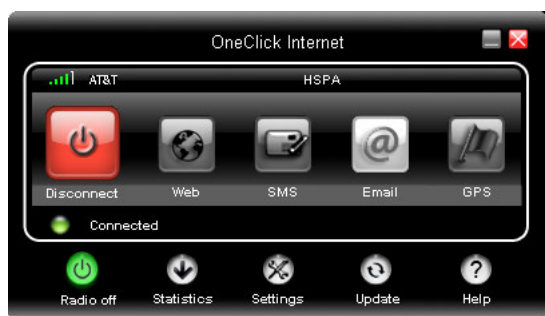 OneClick Internet
AT&T HSPA
Disconnect Web SMS Email GPS
Connected
Radio off Statistics Settings Update Help